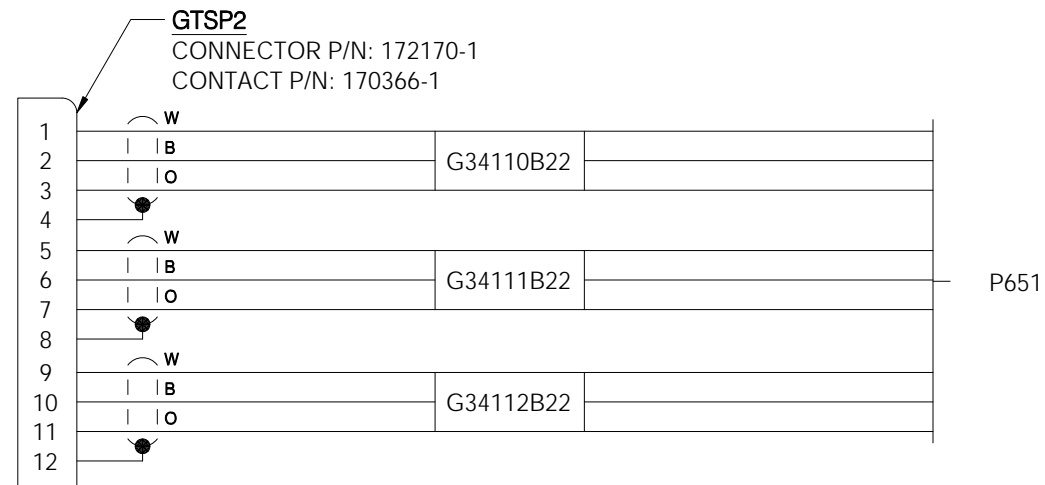 GTSP2
CONNECTOR P/N: 172170-1
CONTACT P/N: 170366-1
W
1
B
2
G34110B22
O
3
4
W
5
B
6
G34111B22
P651
O
7
8
W
9
B
10
G34112B22
O
11
12